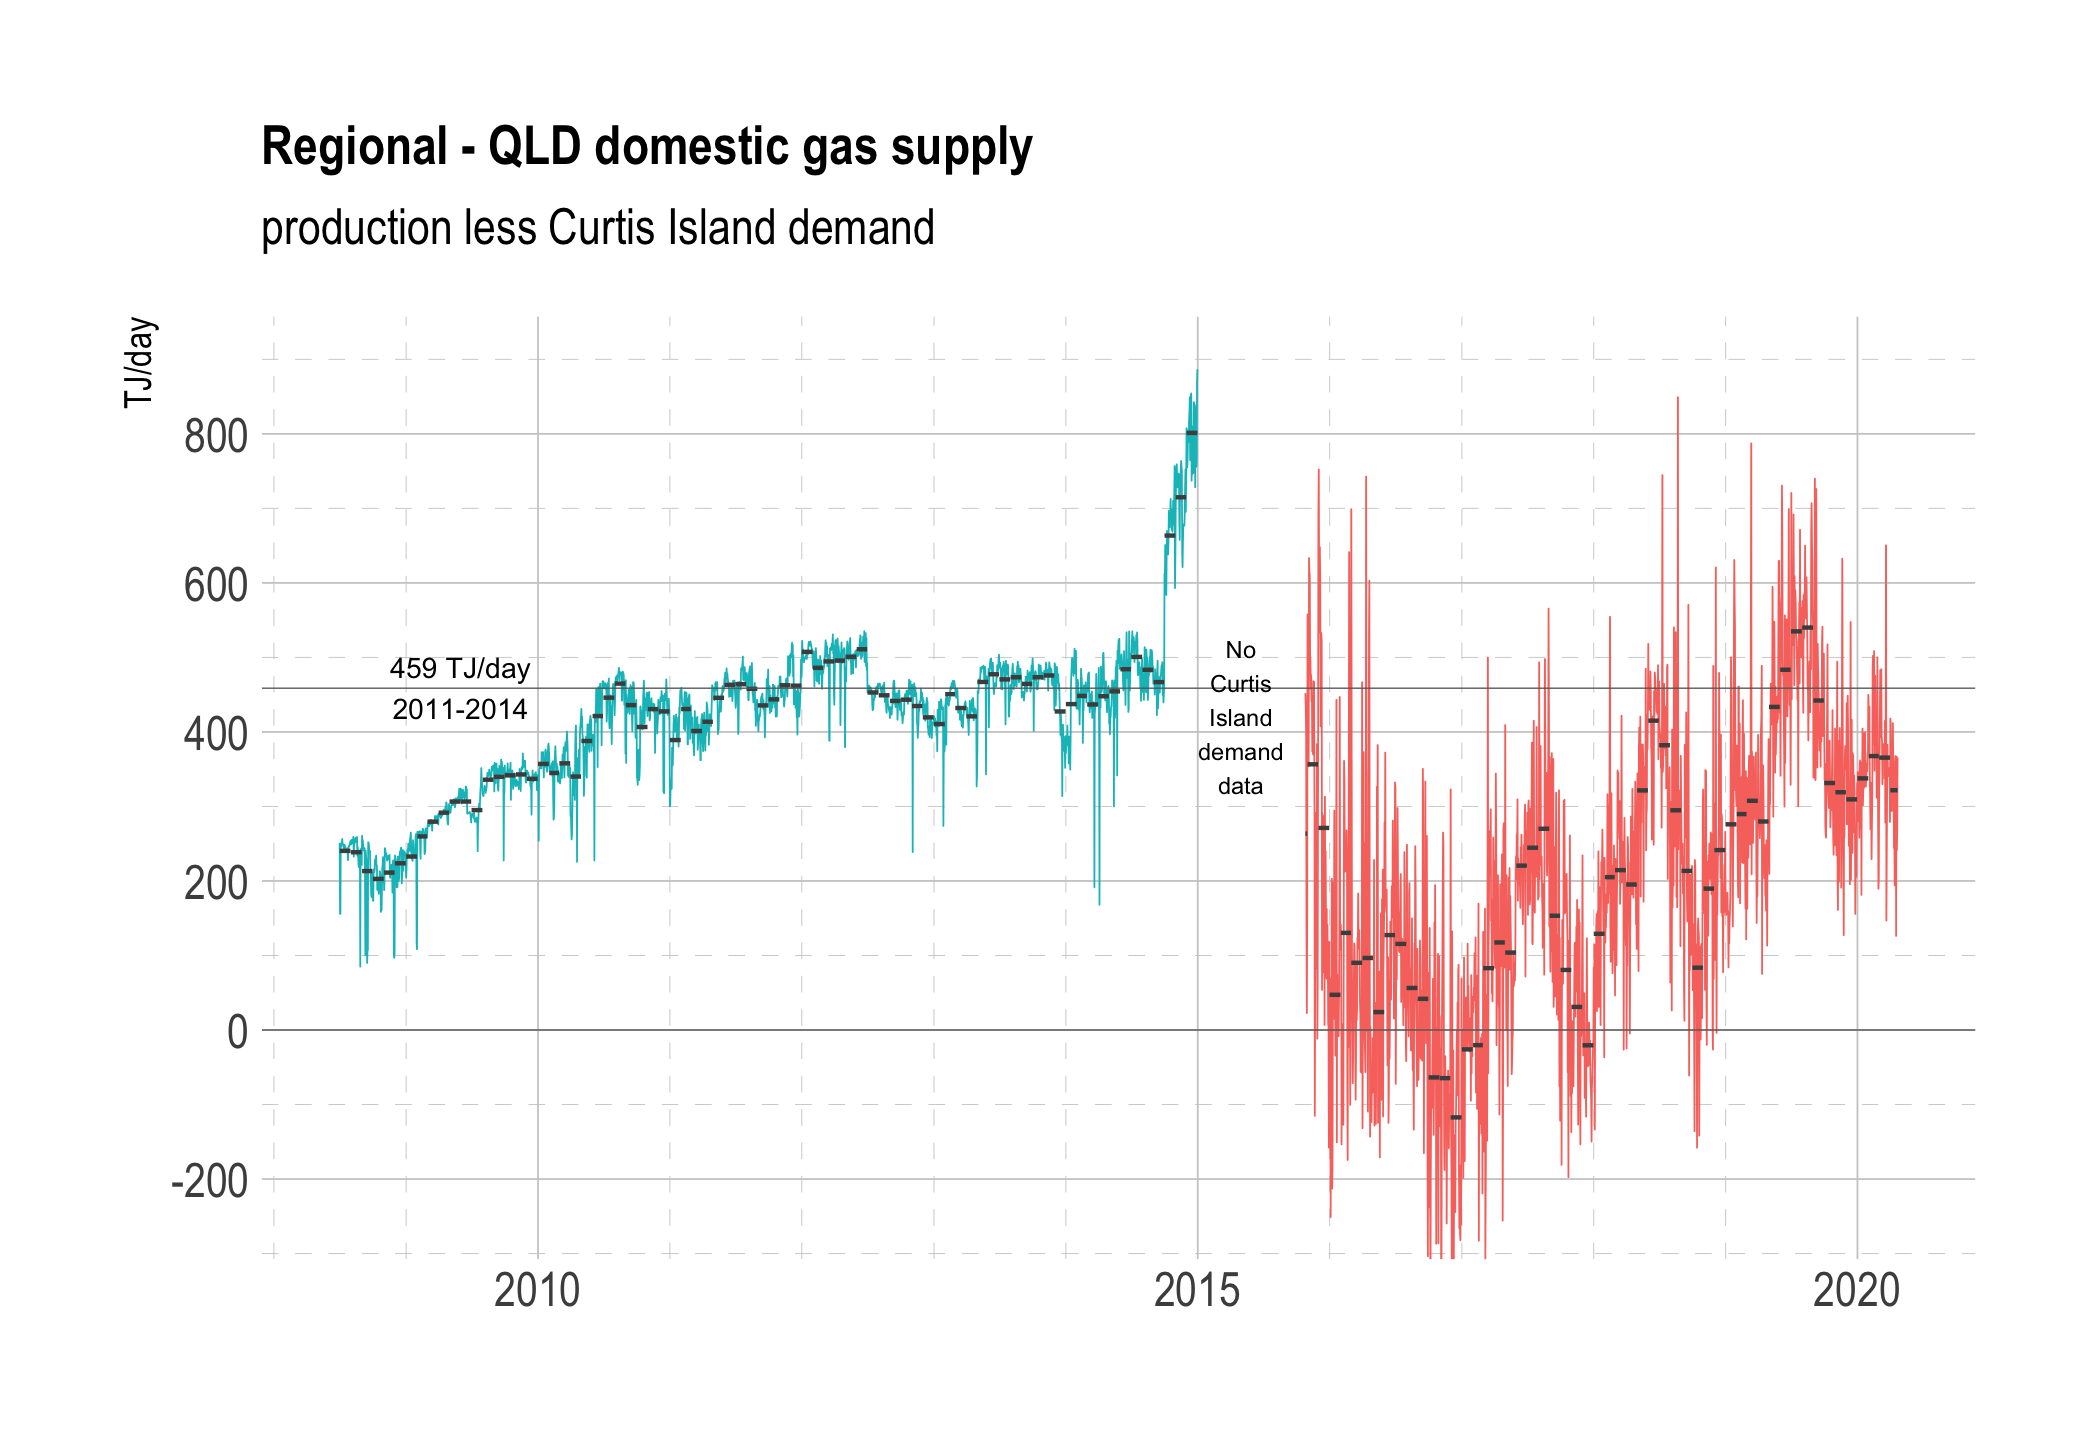 Regional - QLD domestic gas supply
production less Curtis Island demand
TJ/day
800
600
400
200
0
-200
459 TJ/day
2011-2014
No
Curtis
Island
demand
data
2010
2015
2020